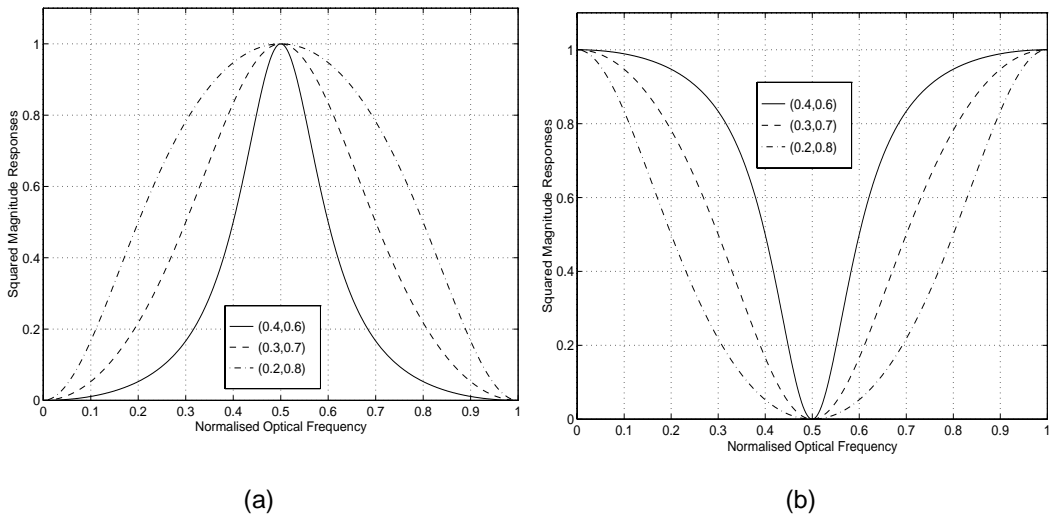 Squared Magnitude Responses
1
0.8
0.6
0.4
0.2
0
(0.4,0.6)
(0.3,0.7)
(0.2,0.8)
0 0.1 0.2 0.3 0.4 0.5 0.6 0.7 0.8 0.9 1
Normalised Optical Frequency
(a)
Squared Magnitude Responses
1
0.8
0.6
0.4
0.2
0
(0.4,0.6)
(0.3,0.7)
(0.2,0.8)
0 0.1 0.2 0.3 0.4 0.5 0.6 0.7 0.8 0.9 1
Normalised Optical Frequency
(b)